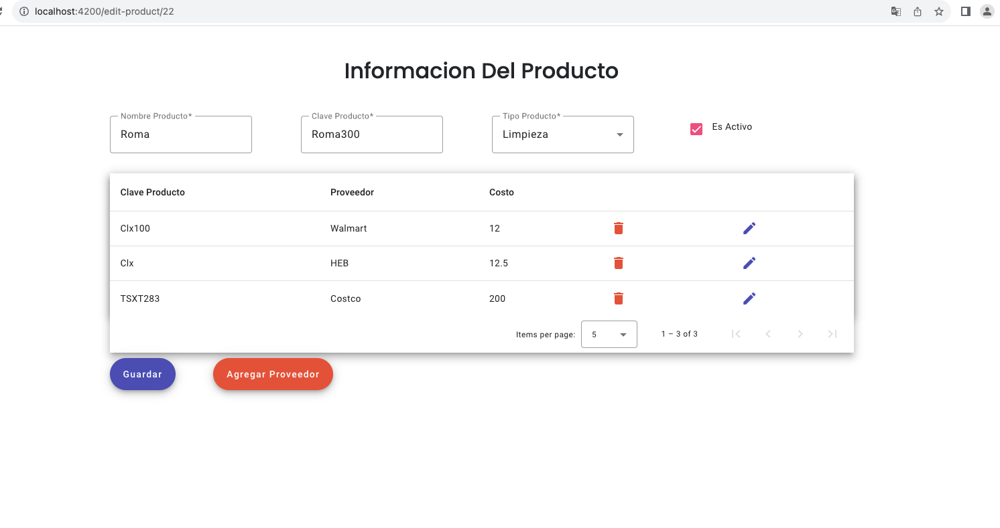 localhost:4200/edit-product/22
Informacion Del Producto
Nombre Producto* Clave Producto* Tipo Producto*
Roma Roma300 Limpieza Es Activo
Clave Producto Proveedor Costo
Clx100 Walmart 12
Clx HEB 12.5
TSXT283 Costco 200
Items per page: 5 1 – 3 of 3
Guardar Agregar Proveedor